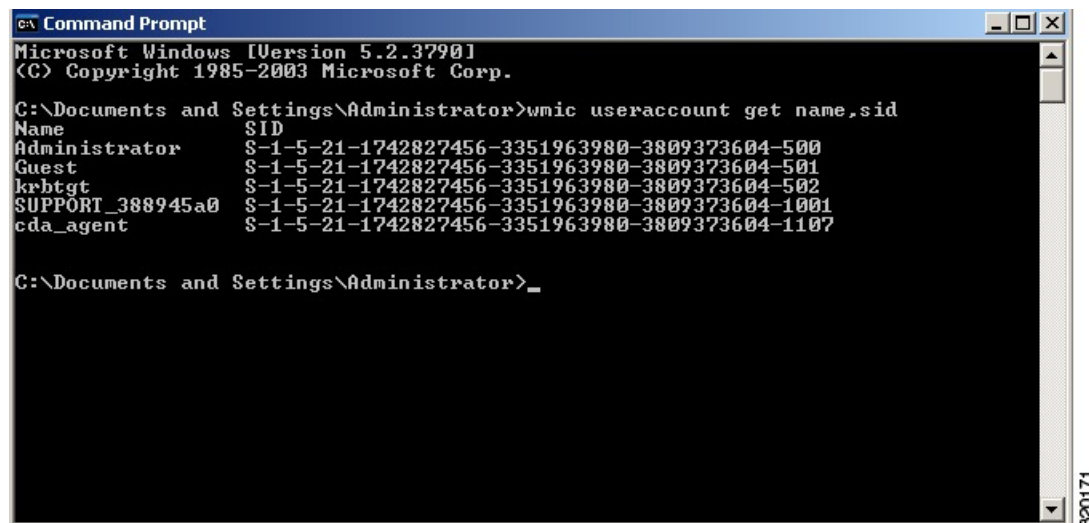 Command Prompt
Microsoft Windows [Version 5.2.3790]
(C) Copyright 1985-2003 Microsoft Corp.
C:\Documents and Settings\Administrator>wmic useraccount get name,sid
Name SID
Administrator S-1-5-21-1742827456-3351963980-3809373604-500
Guest S-1-5-21-1742827456-3351963980-3809373604-501
krbtgt S-1-5-21-1742827456-3351963980-3809373604-502
SUPPORT_388945a0 S-1-5-21-1742827456-3351963980-3809373604-1001
cda_agent S-1-5-21-1742827456-3351963980-3809373604-1107
C:\Documents and Settings\Administrator>_